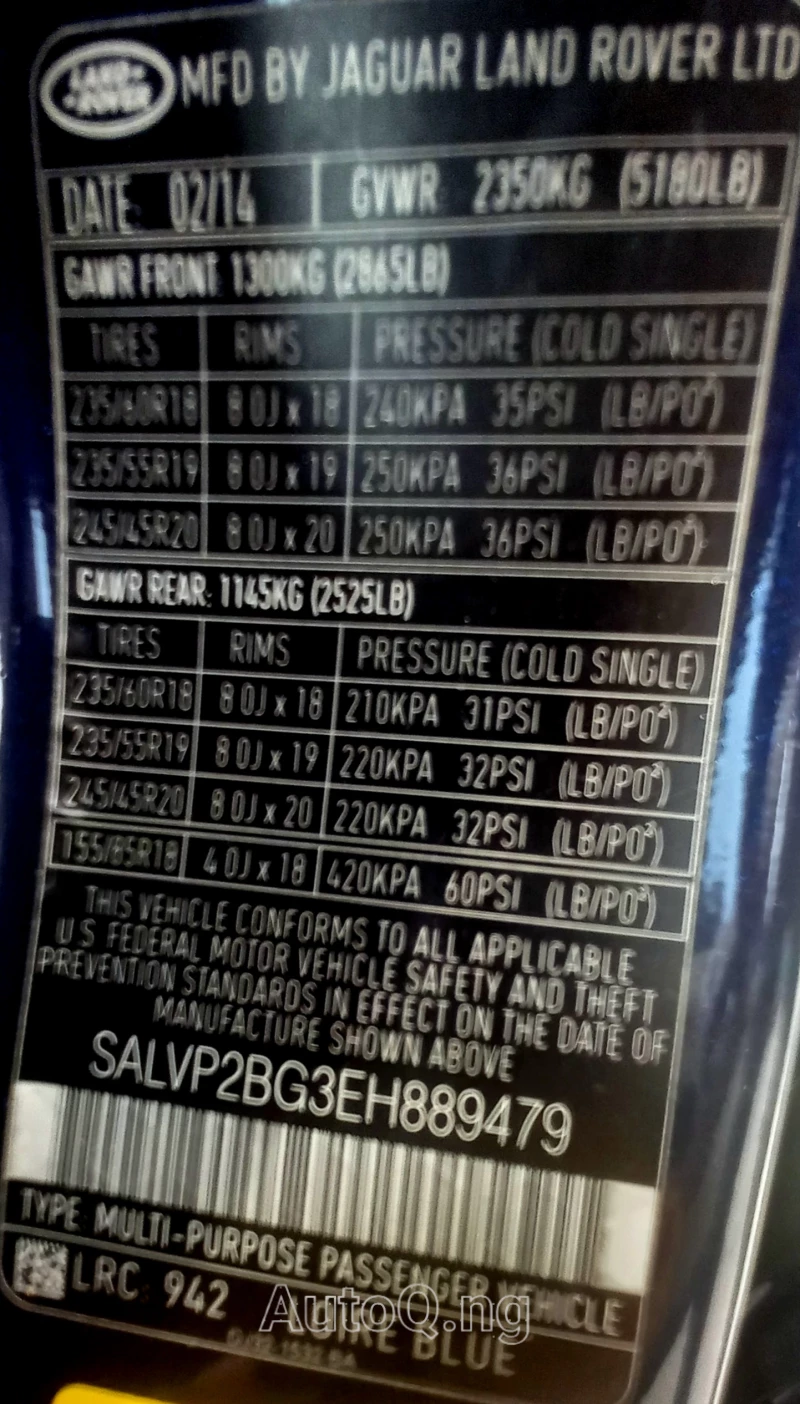 LAND-
-ROVER
MFD BY JAGUAR LAND ROVER LTD
DATE: 02/14 GVWR 2350KG (5180LB)
GAWR FRONT: 1300KG (2865LB)
TIRES RIMS PRESSURE (COLD SINGLE)
235/60R18 8 0J x 18 240KPA 35PSI (LB/PO²)
235/55R19 8 0J x 19 250KPA 36PSI (LB/PO²)
245/45R20 8 0J x 20 250KPA 36PSI (LB/PO²)
GAWR REAR: 1145KG (2525LB)
TIRES RIMS PRESSURE (COLD SINGLE)
235/60R18 8 0J x 18 210KPA 31PSI (LB/PO²)
235/55R19 8 0J x 19 220KPA 32PSI (LB/PO²)
245/45R20 8 0J x 20 220KPA 32PSI (LB/PO²)
155/85R18 4 0J x 18 420KPA 60PSI (LB/PO²)
THIS VEHICLE CONFORMS TO ALL APPLICABLE
U S FEDERAL MOTOR VEHICLE SAFETY AND THEFT
PREVENTION STANDARDS IN EFFECT ON THE DATE OF
MANUFACTURE SHOWN ABOVE
SALVP2BG3EH889479
TYPE: MULTI-PURPOSE PASSENGER VEHICLE
LRC: 942 BLUE
AutoQ.ng